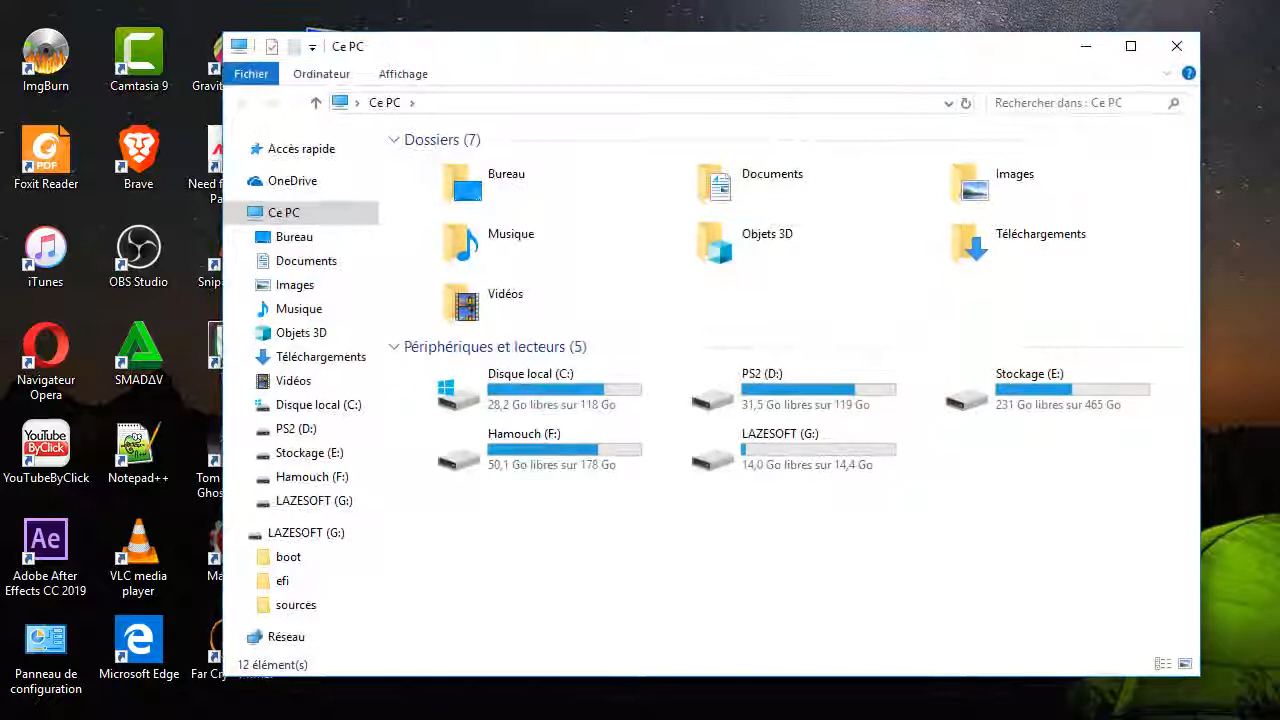 Ce PC
Fichier
Ordinateur
Affichage
Ce PC
Rechercher dans : Ce PC
Accès rapide
OneDrive
Ce PC
Bureau
Documents
Images
Musique
Objets 3D
Téléchargements
Vidéos
Disque local (C:)
PS2 (D:)
Stockage (E:)
Hamouch (F:)
LAZESOFT (G:)
LAZESOFT (G:)
boot
efi
sources
Réseau
Dossiers (7)
Bureau
Documents
Images
Musique
Objets 3D
Téléchargements
Vidéos
Périphériques et lecteurs (5)
Disque local (C:)
28,2 Go libres sur 118 Go
PS2 (D:)
31,5 Go libres sur 119 Go
Stockage (E:)
231 Go libres sur 465 Go
Hamouch (F:)
50,1 Go libres sur 178 Go
LAZESOFT (G:)
14,0 Go libres sur 14,4 Go
12 élément(s)
ImgBurn
Camtasia 9
PDF
Foxit Reader
Brave
Need f
iTunes
OBS Studio
Snip
Navigateur
Opera
SMADΔV
YouTube
ByClick
YouTubeByClick
Notepad++
Tom
Ghos
Ae
Adobe After
Effects CC 2019
VLC media
player
Panneau de
configuration
Microsoft Edge
Far Cry